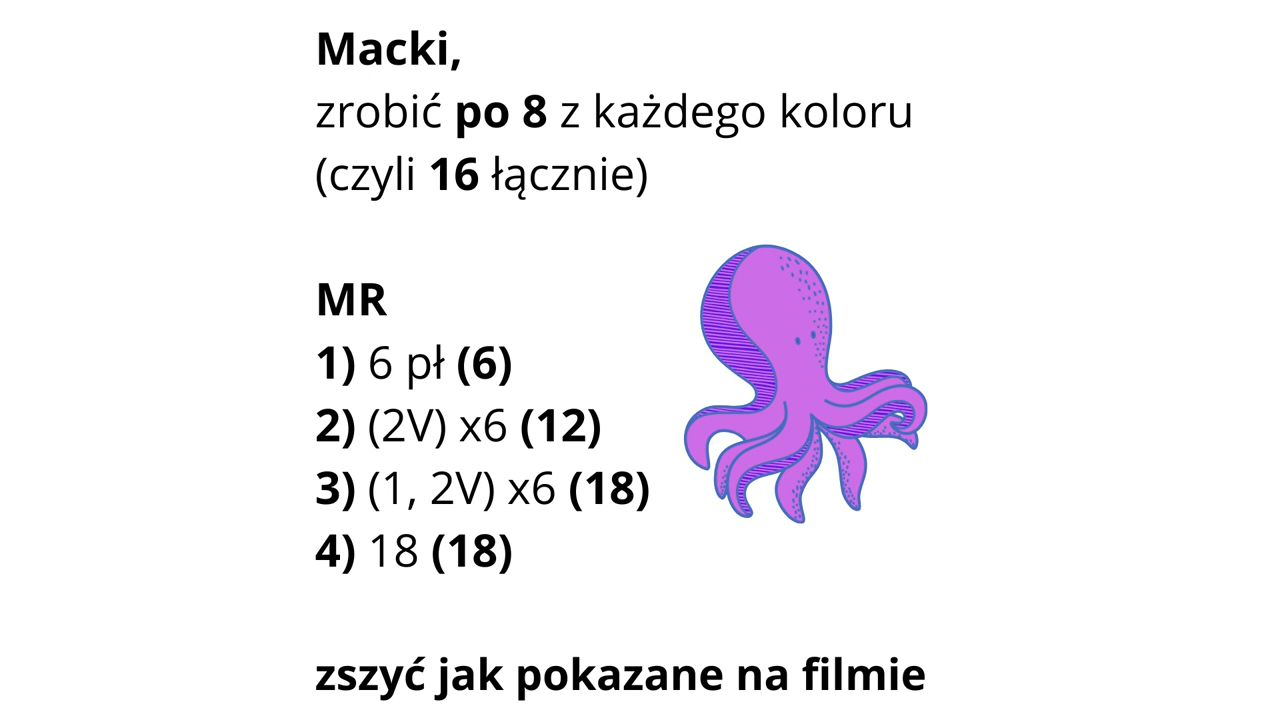 Macki,
zrobić po 8 z każdego koloru
(czyli 16 łącznie)
MR
1) 6 pł (6)
2) (2V) x6 (12)
3) (1, 2V) x6 (18)
4) 18 (18)
zszyć jak pokazane na filmie